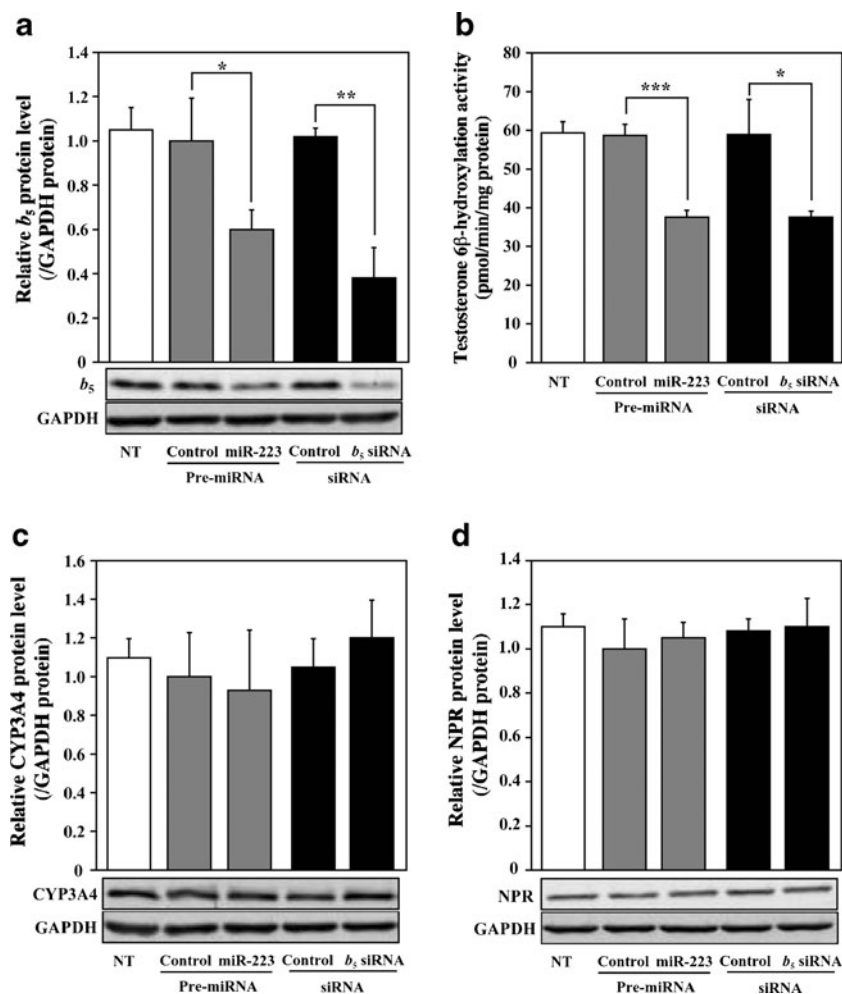 a
Relative b₅ protein level
(/GAPDH protein)
1.4
1.2
1.0
0.8
0.6
0.4
0.2
0
*
**
b₅
GAPDH
NT
Control miR-223
Control b₅ siRNA
Pre-miRNA
siRNA
b
Testosterone 6β-hydroxylation activity
(pmol/min/mg protein)
80
70
60
50
40
30
20
10
0
***
*
NT
Control miR-223
Control b₅ siRNA
Pre-miRNA
siRNA
c
Relative CYP3A4 protein level
(/GAPDH protein)
1.6
1.4
1.2
1.0
0.8
0.6
0.4
0.2
0
CYP3A4
GAPDH
NT
Control miR-223
Control b₅ siRNA
Pre-miRNA
siRNA
d
Relative NPR protein level
(/GAPDH protein)
1.4
1.2
1.0
0.8
0.6
0.4
0.2
0
NPR
GAPDH
NT
Control miR-223
Control b₅ siRNA
Pre-miRNA
siRNA